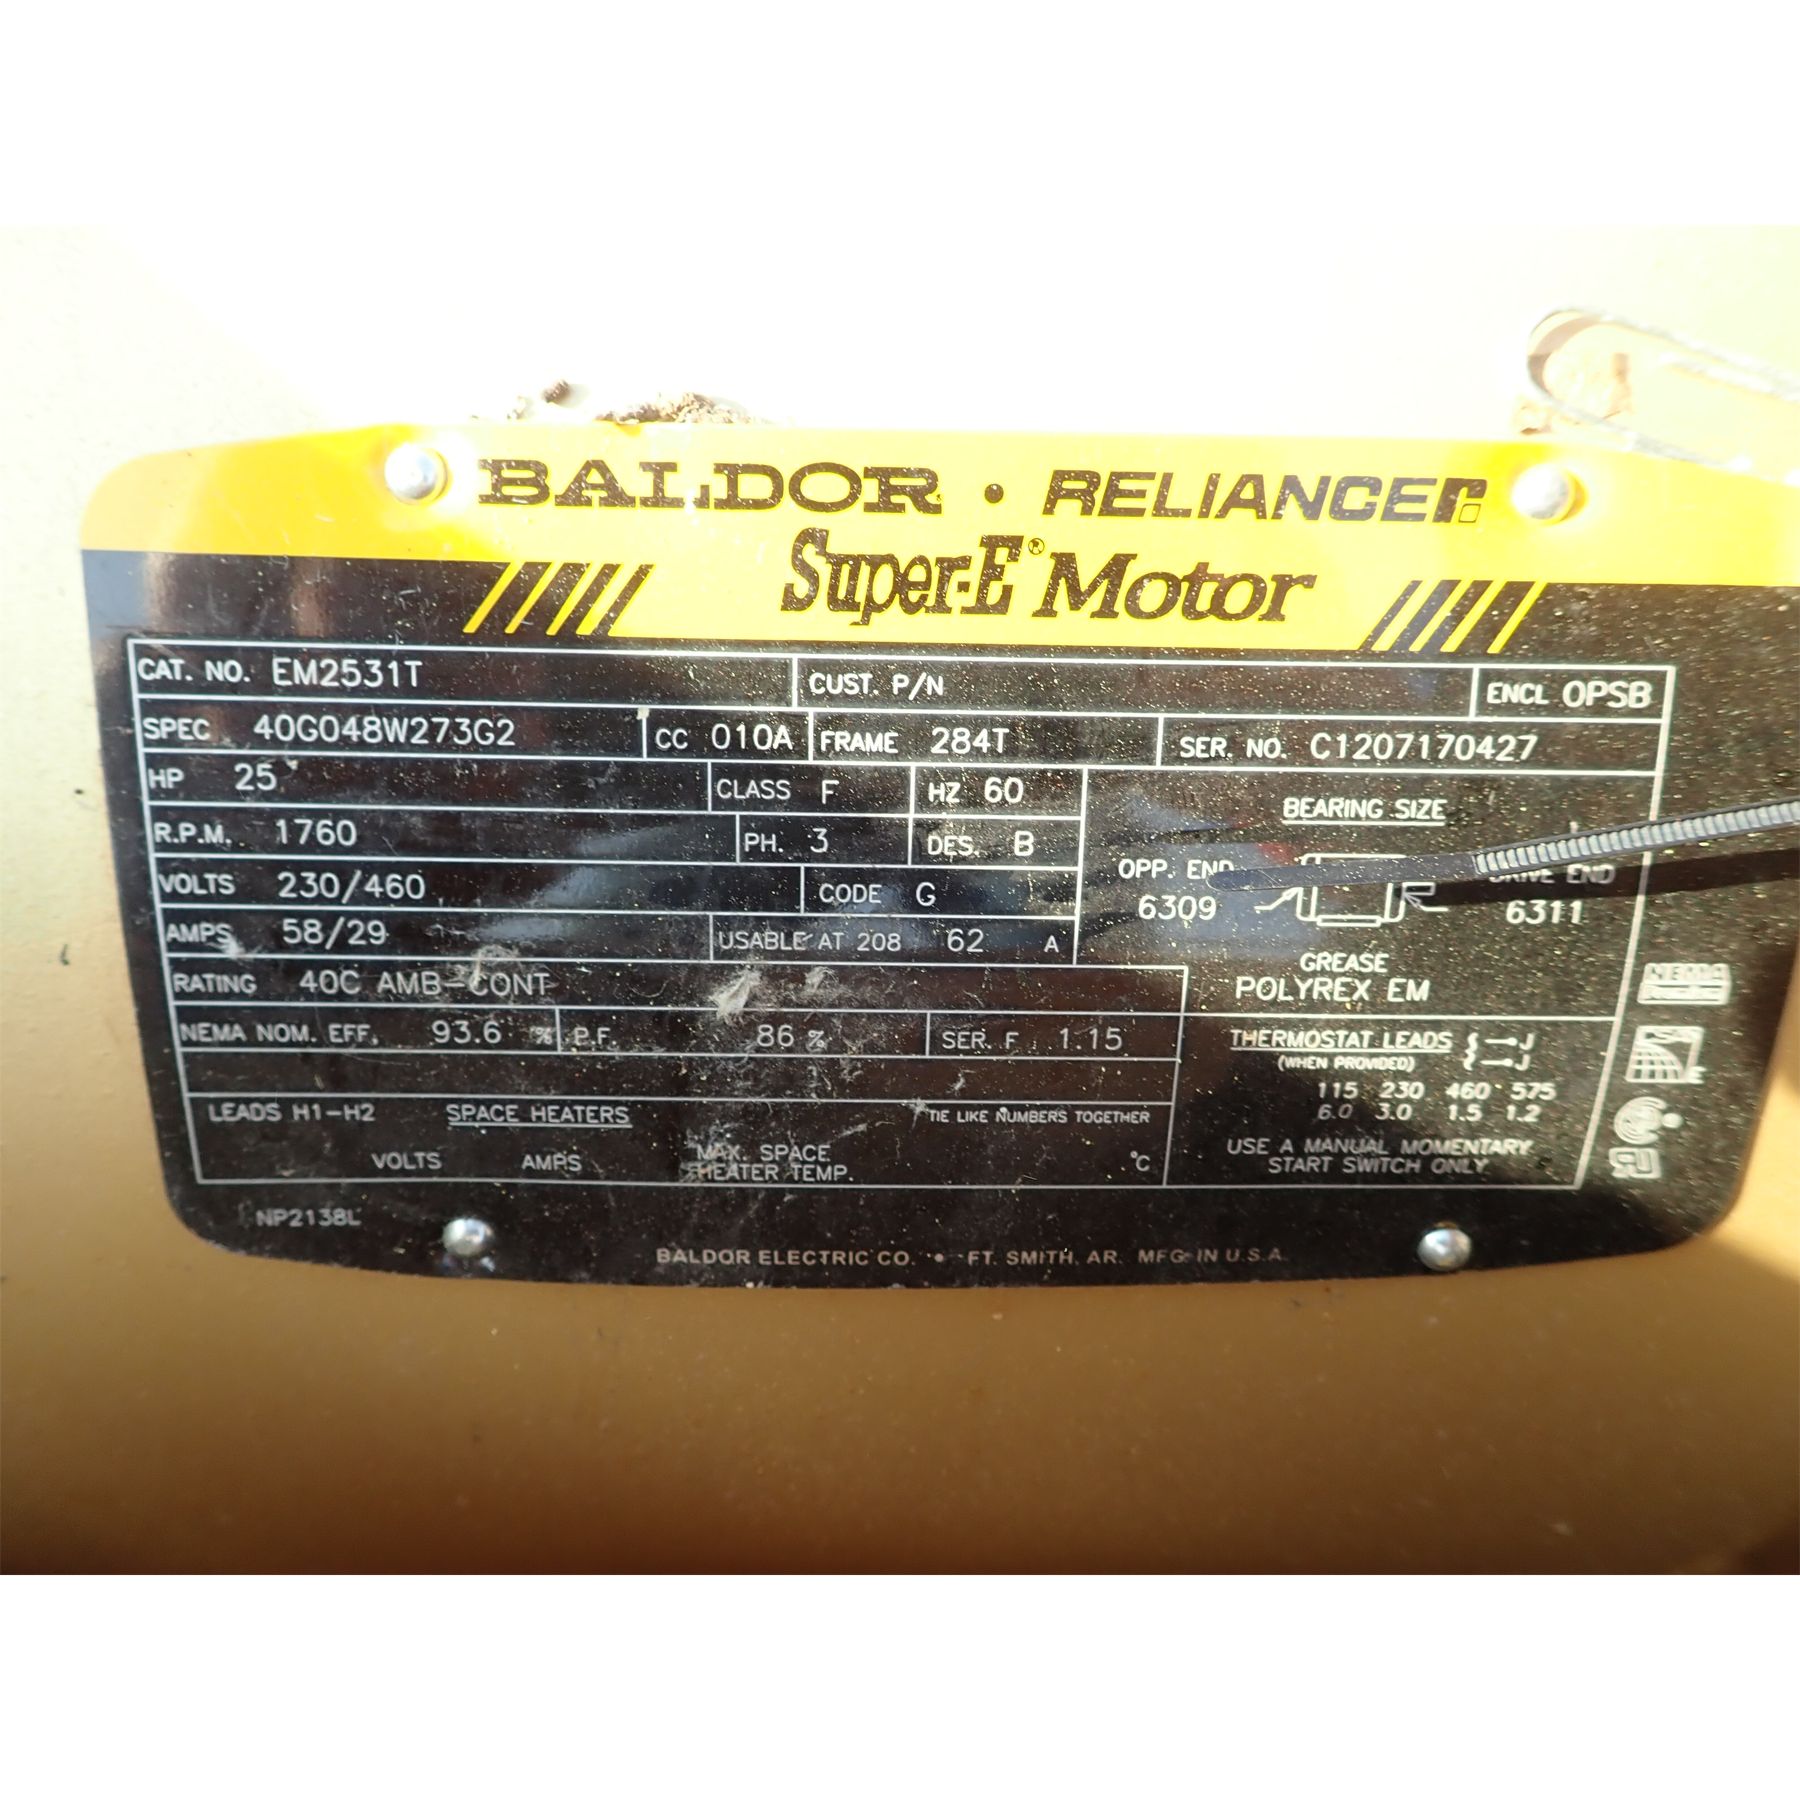 BALDOR • RELIANCER
Super-E® Motor
CAT. NO. EM2531T CUST. P/N ENCL OPSB
SPEC 40G048W273G2 CC 010A FRAME 284T SER. NO. C1207170427
HP 25 CLASS F HZ 60
R.P.M. 1760 PH. 3 DES. B
VOLTS 230/460 CODE G
AMPS 58/29 USABLE AT 208 62 A
RATING 40C AMB-CONT
NEMA NOM. EFF. 93.6 % P.F. 86 % SER. F 1.15
LEADS H1-H2 SPACE HEATERS TIE LIKE NUMBERS TOGETHER
VOLTS AMPS MAX. SPACE HEATER TEMP. °C
BEARING SIZE
OPP. END DRIVE END
6309 6311
GREASE
POLYREX EM
THERMOSTAT LEADS J
(WHEN PROVIDED) J
115 230 460 575
6.0 3.0 1.5 1.2
USE A MANUAL MOMENTARY
START SWITCH ONLY
NEMA
E
UR
NP2138L
BALDOR ELECTRIC CO. • FT. SMITH, AR. MFG IN U.S.A.